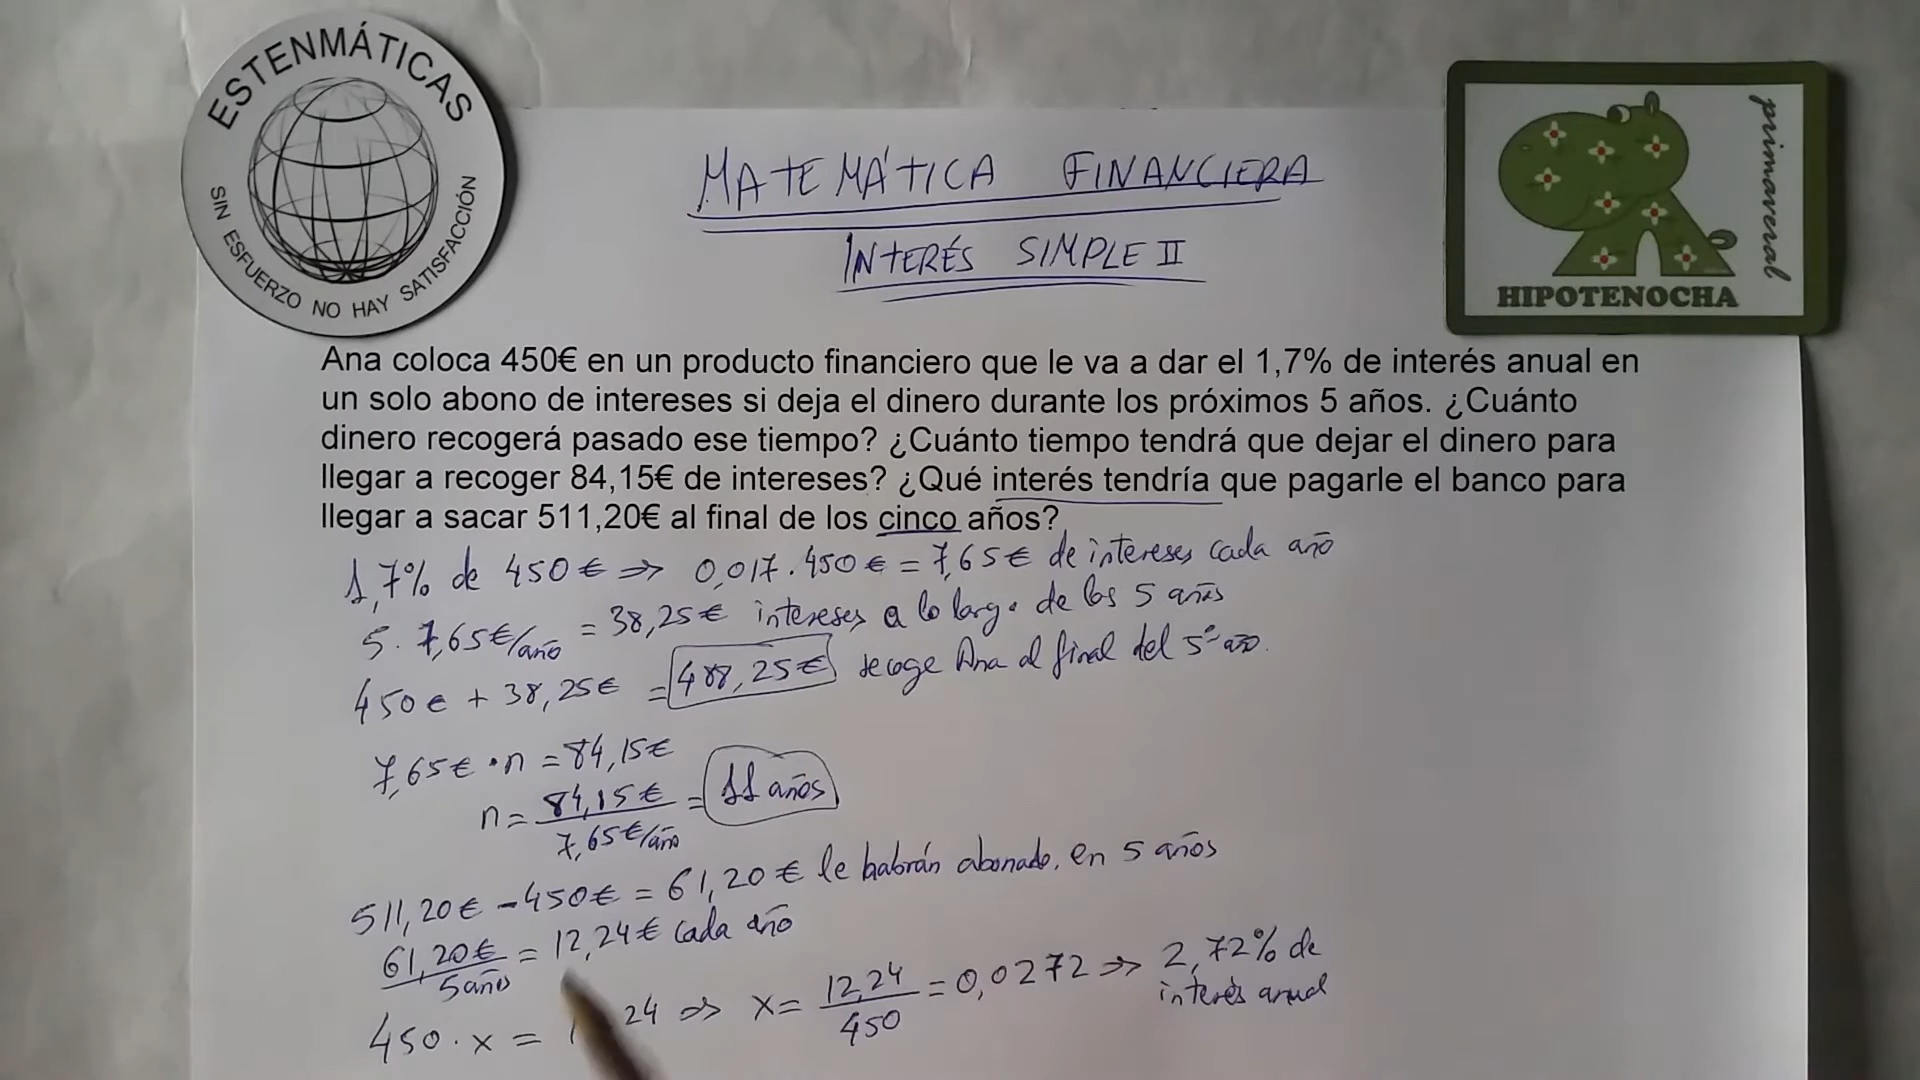 ESTENMÁTICAS
SIN ESFUERZO NO HAY SATISFACCIÓN
MATEMÁTICA FINANCIERA
INTERÉS SIMPLE II
primaveral
HIPOTENOCHA
Ana coloca 450€ en un producto financiero que le va a dar el 1,7% de interés anual en
un solo abono de intereses si deja el dinero durante los próximos 5 años. ¿Cuánto
dinero recogerá pasado ese tiempo? ¿Cuánto tiempo tendrá que dejar el dinero para
llegar a recoger 84,15€ de intereses? ¿Qué interés tendría que pagarle el banco para
llegar a sacar 511,20€ al final de los cinco años?
1,7% de 450€ => 0,017 . 450€ = 7,65€ de intereses cada año
5 . 7,65€/año = 38,25€ intereses a lo largo de los 5 años
450€ + 38,25€ = 488,25€ recoge Ana al final del 5º año.
7,65€ · n = 84,15€
n = 84,15€ / 7,65€/año = 11 años
511,20€ - 450€ = 61,20€ le habrán abonado, en 5 años
61,20€ / 5 años = 12,24€ cada año
450 · x = 1 24 => x = 12,24 / 450 = 0,0272 => 2,72% de
interés anual